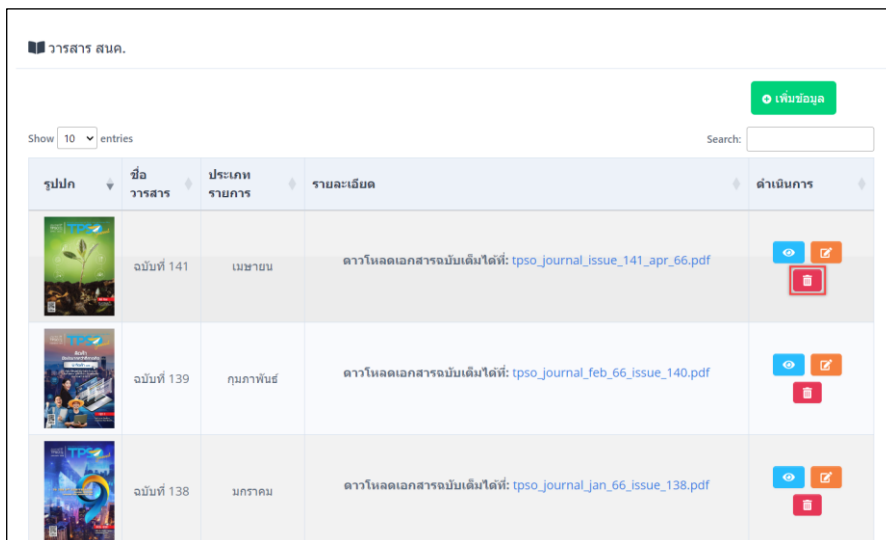 วารสาร สนค.
เพิ่มข้อมูล
Show 10 entries
Search:
รูปปก ชื่อวารสาร ประเภทรายการ รายละเอียด ดำเนินการ
TPSO
ฉบับที่ 141 เมษายน ดาวโหลดเอกสารฉบับเต็มได้ที่: tpso_journal_issue_141_apr_66.pdf
TPSO
ฉบับที่ 139 กุมภาพันธ์ ดาวโหลดเอกสารฉบับเต็มได้ที่: tpso_journal_feb_66_issue_140.pdf
TPSO
ฉบับที่ 138 มกราคม ดาวโหลดเอกสารฉบับเต็มได้ที่: tpso_journal_jan_66_issue_138.pdf